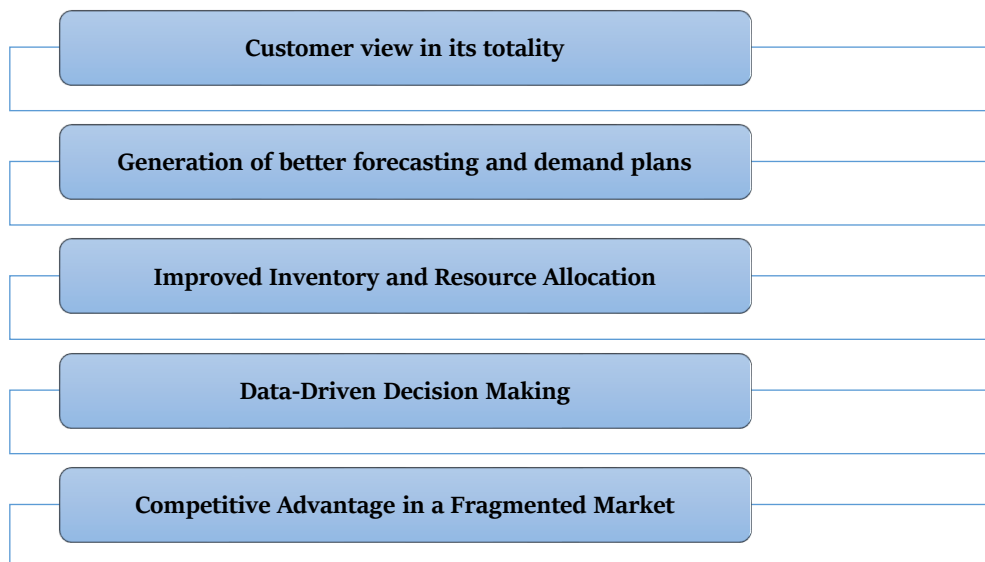 Customer view in its totality
Generation of better forecasting and demand plans
Improved Inventory and Resource Allocation
Data-Driven Decision Making
Competitive Advantage in a Fragmented Market